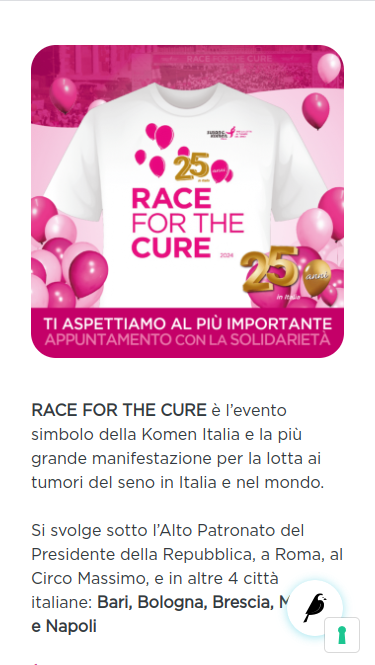 RACE FOR THE CURE
25
RACE
FOR THE
CURE 2024
25 anni
in Italia
TI ASPETTIAMO AL PIÙ IMPORTANTE
APPUNTAMENTO CON LA SOLIDARIETÀ
RACE FOR THE CURE è l’evento
simbolo della Komen Italia e la più
grande manifestazione per la lotta ai
tumori del seno in Italia e nel mondo.
Si svolge sotto l’Alto Patronato del
Presidente della Repubblica, a Roma, al
Circo Massimo, e in altre 4 città
italiane: Bari, Bologna, Brescia,
e Napoli